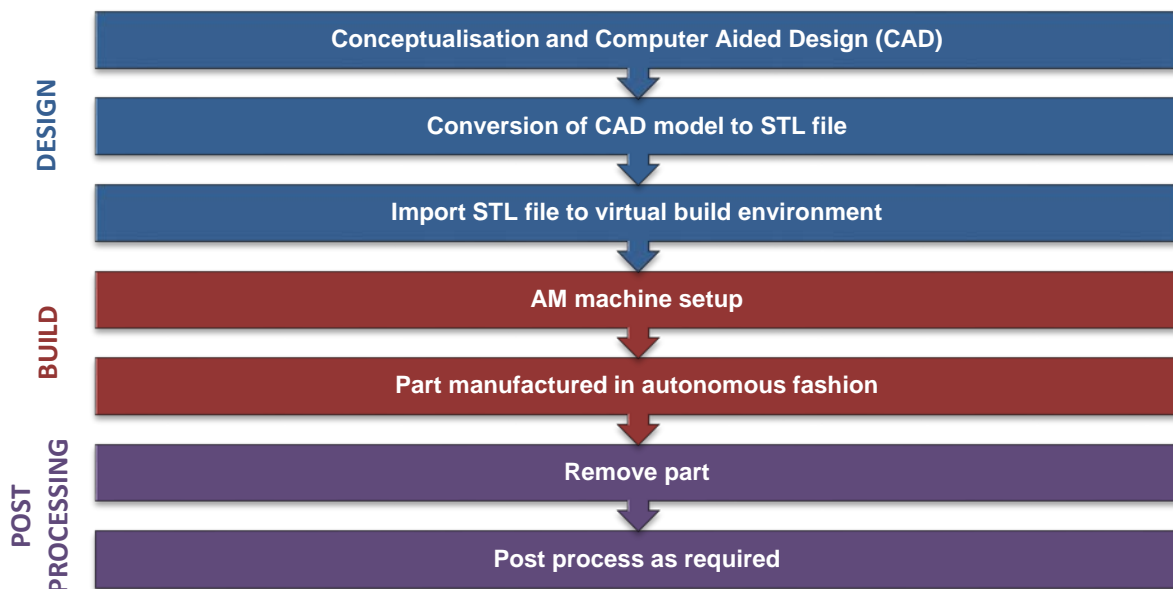 DESIGN
Conceptualisation and Computer Aided Design (CAD)
Conversion of CAD model to STL file
Import STL file to virtual build environment
BUILD
AM machine setup
Part manufactured in autonomous fashion
POST
PROCESSING
Remove part
Post process as required